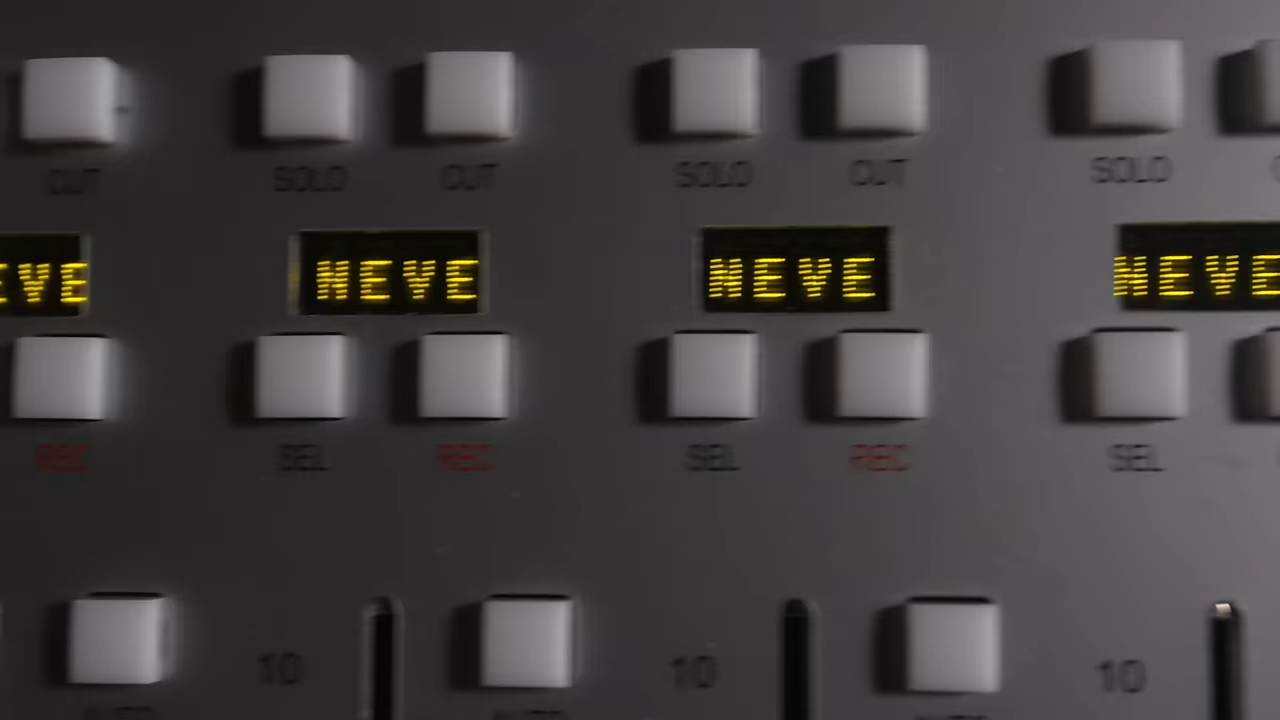 CUT SOLO CUT SOLO CUT SOLO
EVE NEVE NEVE NEVE
REC SEL REC SEL REC SEL
10 10 10